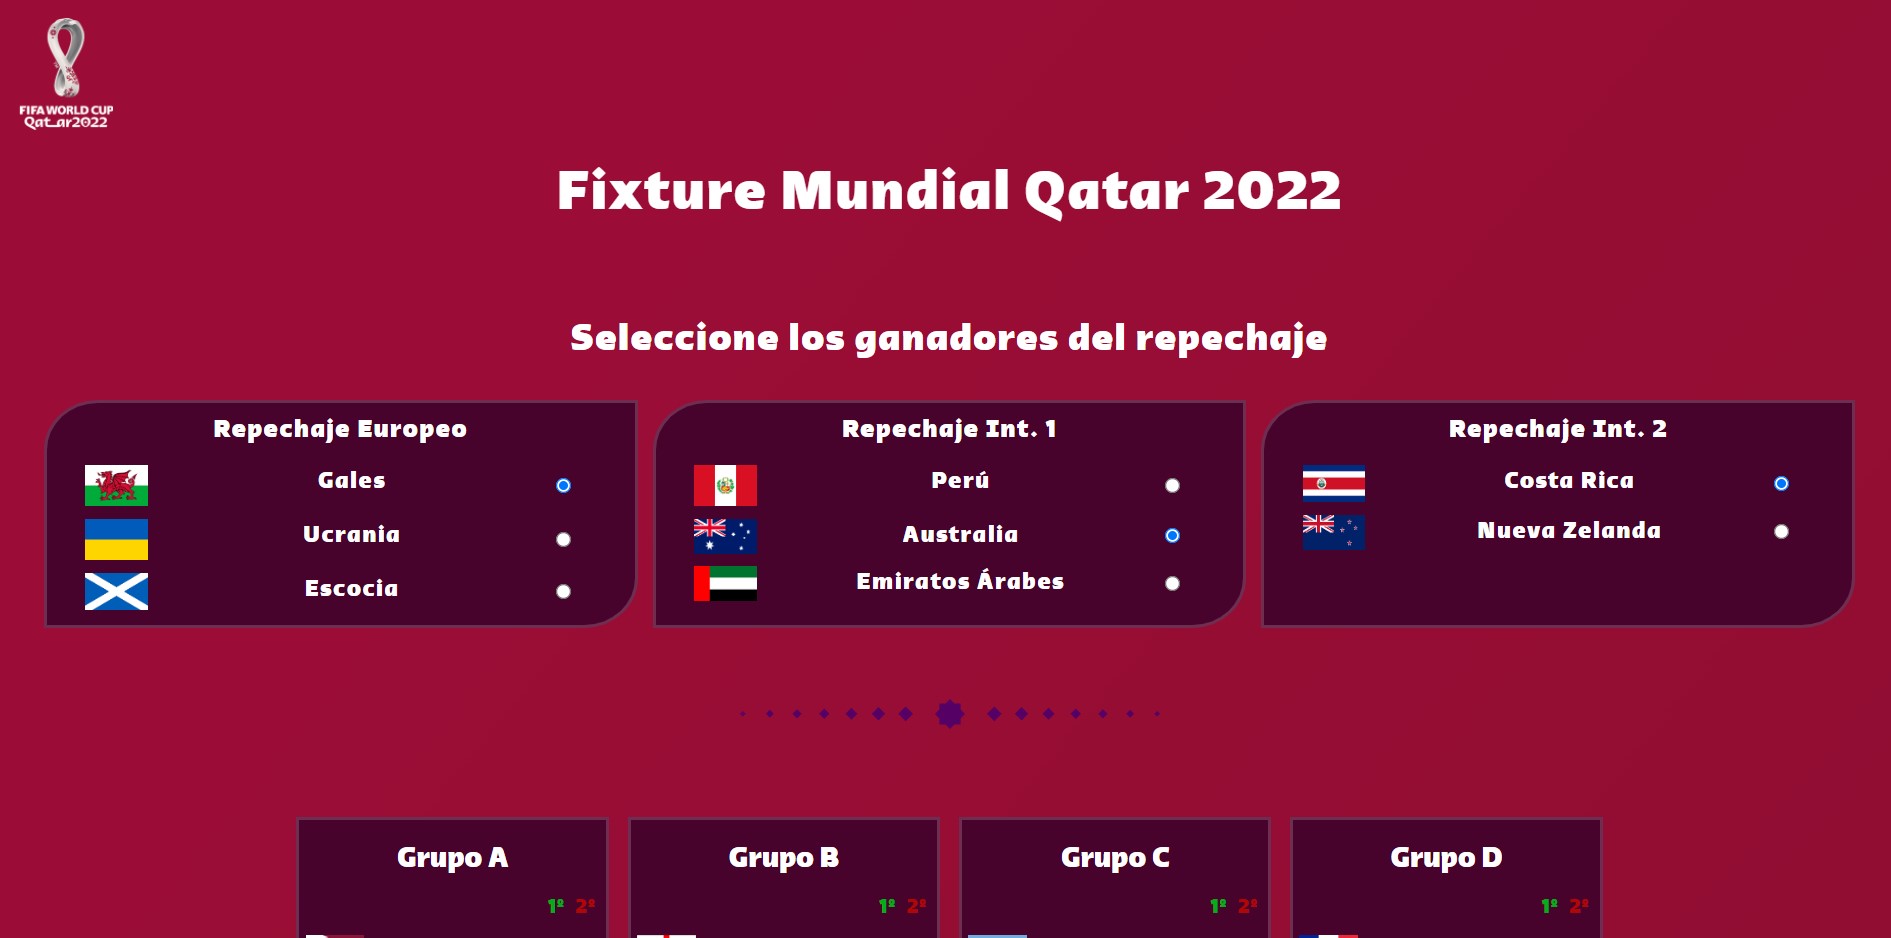 FIFA WORLD CUP
Qatar2022
Fixture Mundial Qatar 2022
Seleccione los ganadores del repechaje
Repechaje Europeo
Gales
Ucrania
Escocia
Repechaje Int. 1
Perú
Australia
Emiratos Árabes
Repechaje Int. 2
Costa Rica
Nueva Zelanda
Grupo A
1º 2º
Grupo B
1º 2º
Grupo C
1º 2º
Grupo D
1º 2º